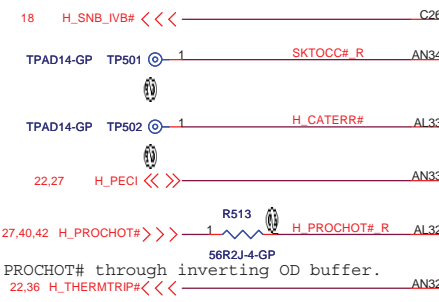 18 H_SNB_IVB# C26
TPAD14-GP TP501 1 SKTOCC#_R AN34
TPAD14-GP TP502 1 H_CATERR# AL33
22,27 H_PECI AN33
R513
27,40,42 H_PROCHOT# 1 H_PROCHOT#_R AL32
56R2J-4-GP
PROCHOT# through inverting OD buffer.
22,36 H_THERMTRIP# AN32